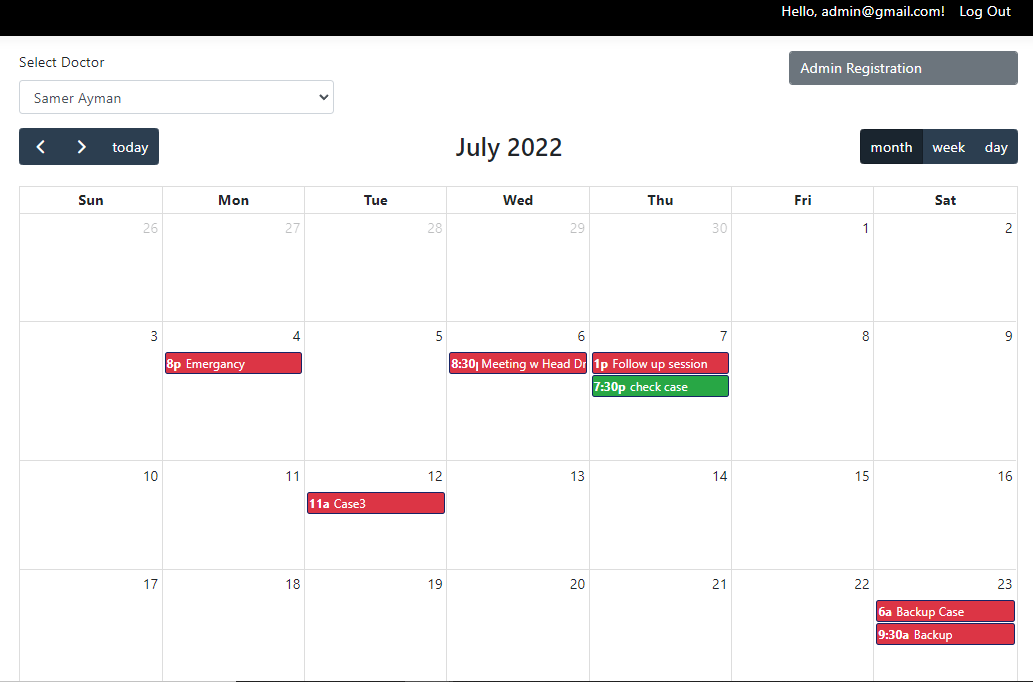 Hello, admin@gmail.com! Log Out
Select Doctor
Admin Registration
Samer Ayman
today
July 2022
month week day
Sun Mon Tue Wed Thu Fri Sat
26 27 28 29 30 1 2
3 4 5 6 7 8 9
8p Emergancy
8:30p Meeting w Head Dr
1p Follow up session
7:30p check case
10 11 12 13 14 15 16
11a Case3
17 18 19 20 21 22 23
6a Backup Case
9:30a Backup